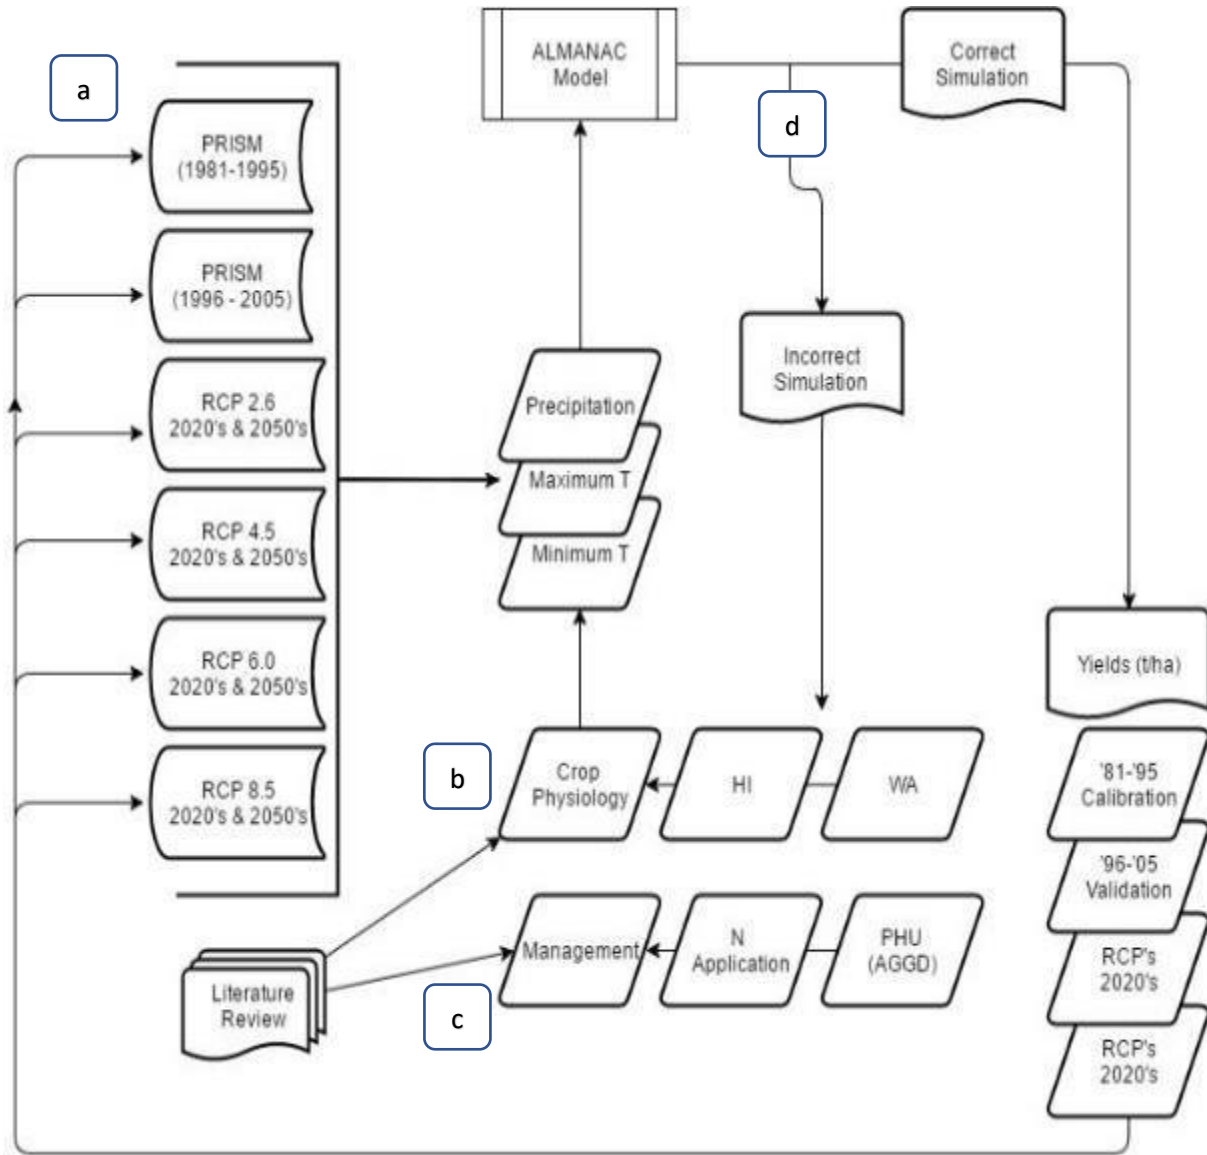 a
PRISM
(1981-1995)
PRISM
(1996 - 2005)
RCP 2.6
2020's & 2050's
RCP 4.5
2020's & 2050's
RCP 6.0
2020's & 2050's
RCP 8.5
2020's & 2050's
Literature
Review
ALMANAC
Model
d
Correct
Simulation
Incorrect
Simulation
Precipitation
Maximum T
Minimum T
b
Crop
Physiology
HI
WA
c
Management
N
Application
PHU
(AGGD)
Yields (t/ha)
'81-'95
Calibration
'96-'05
Validation
RCP's
2020's
RCP's
2020's